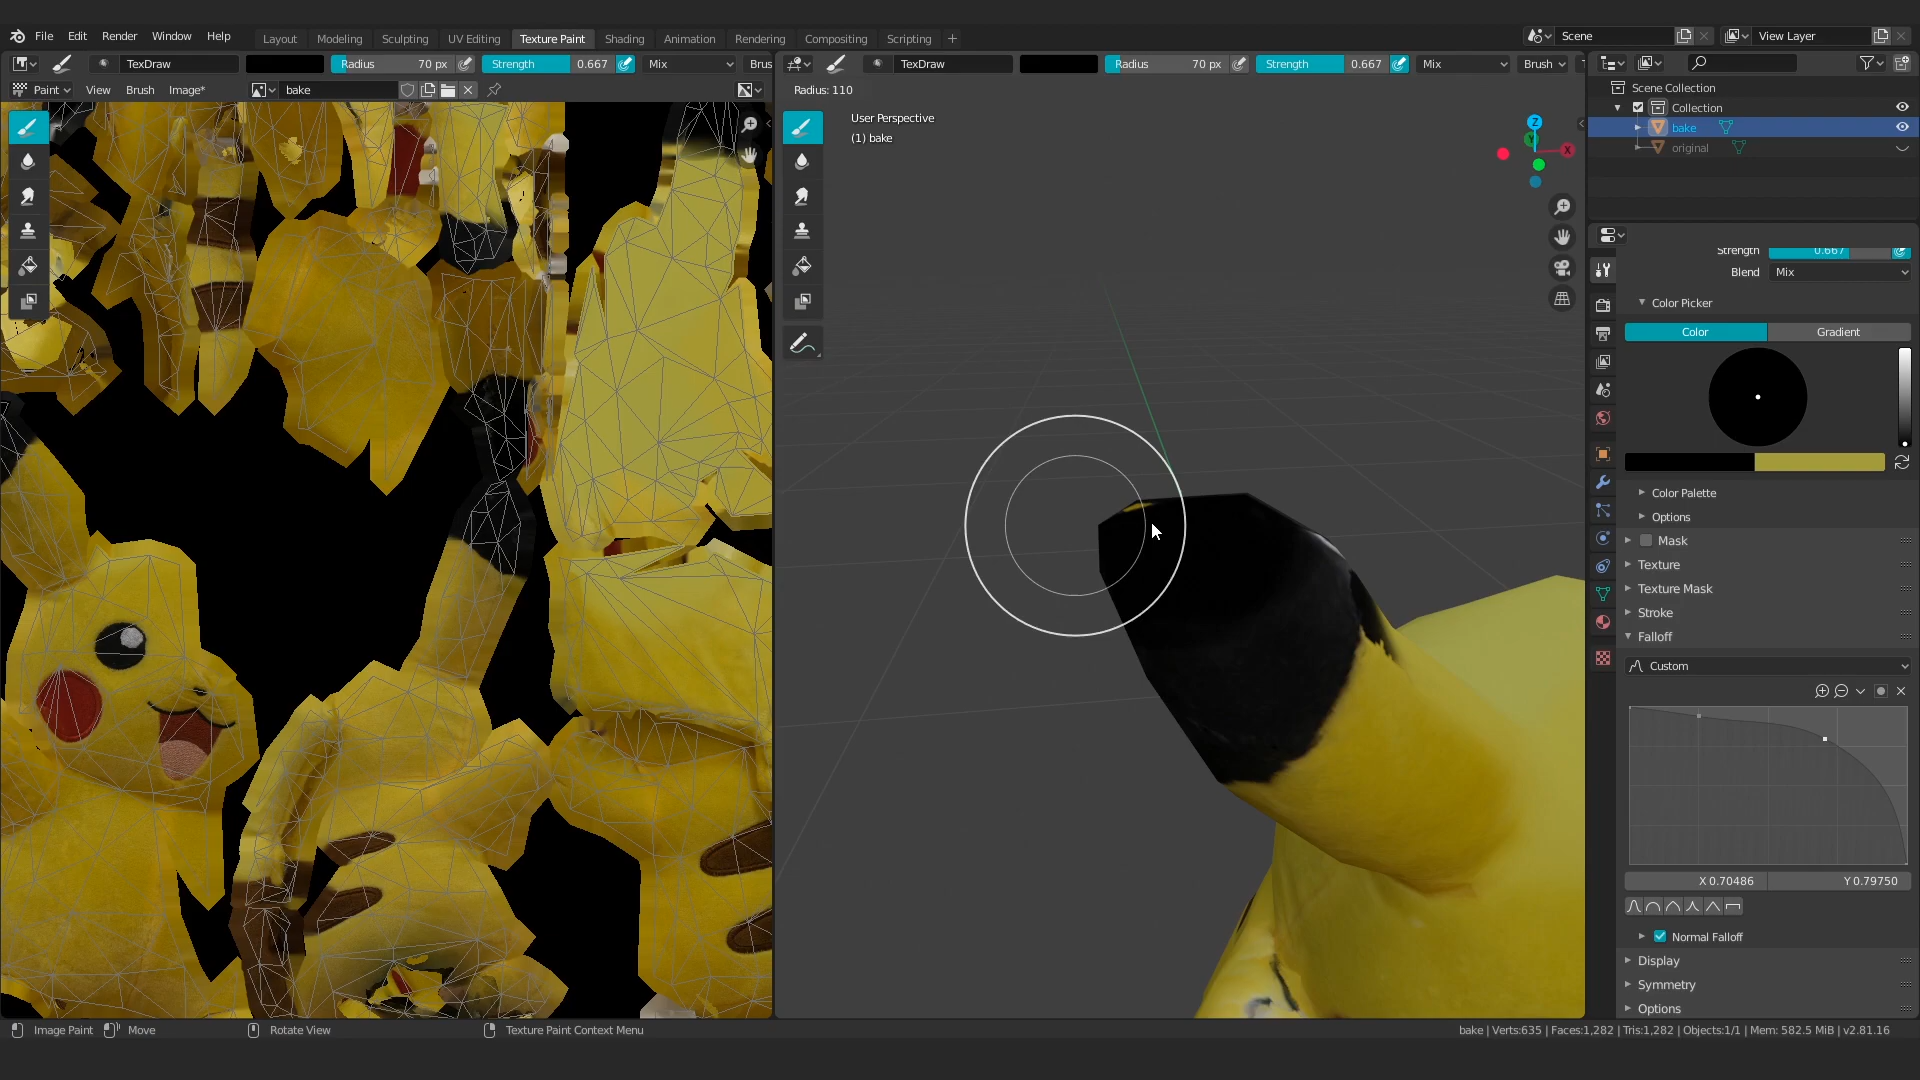 File Edit Render Window Help Layout Modeling Sculpting UV Editing Texture Paint Shading Animation Rendering Compositing Scripting + Scene View Layer
TexDraw Radius 70 px Strength 0.667 Mix Brus
TexDraw Radius 70 px Strength 0.667 Mix Brush
Paint View Brush Image* bake
Radius: 110
User Perspective
(1) bake
Z
X
Scene Collection
Collection
bake
original
Strength 0.667
Blend Mix
Color Picker
Color Gradient
Color Palette
Options
Mask
Texture
Texture Mask
Stroke
Falloff
Custom
X 0.70486 Y 0.79750
Normal Falloff
Display
Symmetry
Options
Image Paint Move Rotate View Texture Paint Context Menu bake | Verts:635 | Faces:1,282 | Tris:1,282 | Objects:1/1 | Mem: 582.5 MiB | v2.81.16